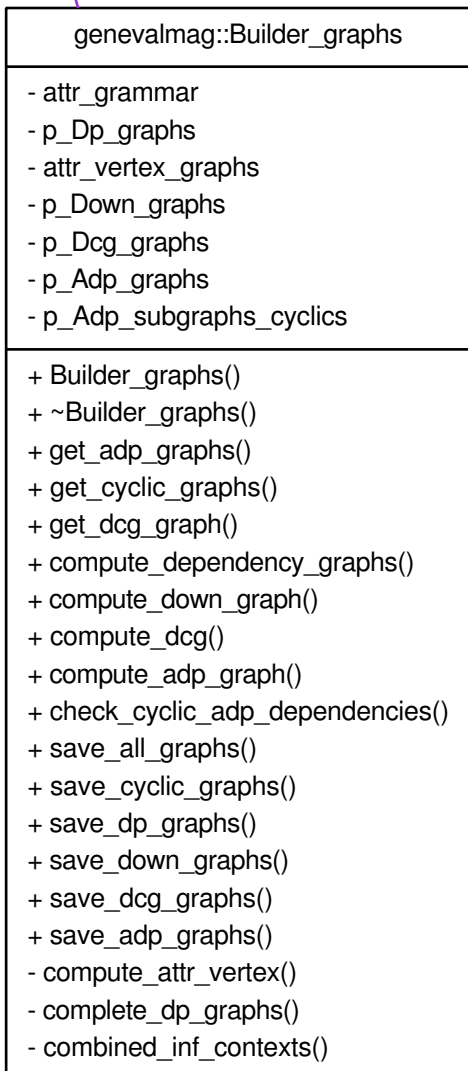 genevalmag::Builder_graphs
- attr_grammar
- p_Dp_graphs
- attr_vertex_graphs
- p_Down_graphs
- p_Dcg_graphs
- p_Adp_graphs
- p_Adp_subgraphs_cyclics
+ Builder_graphs()
+ ~Builder_graphs()
+ get_adp_graphs()
+ get_cyclic_graphs()
+ get_dcg_graph()
+ compute_dependency_graphs()
+ compute_down_graph()
+ compute_dcg()
+ compute_adp_graph()
+ check_cyclic_adp_dependencies()
+ save_all_graphs()
+ save_cyclic_graphs()
+ save_dp_graphs()
+ save_down_graphs()
+ save_dcg_graphs()
+ save_adp_graphs()
- compute_attr_vertex()
- complete_dp_graphs()
- combined_inf_contexts()